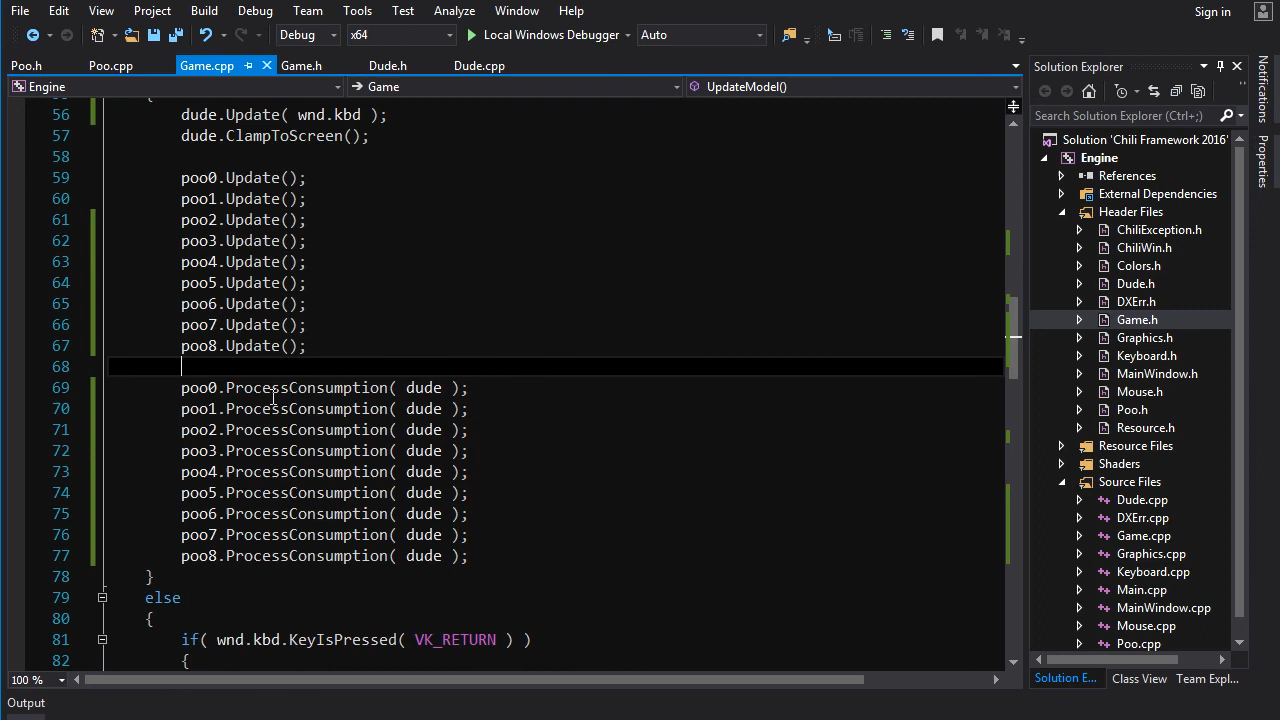 File Edit View Project Build Debug Team Tools Test Analyze Window Help Sign in
Debug x64 Local Windows Debugger Auto
Poo.h Poo.cpp Game.cpp Game.h Dude.h Dude.cpp
Engine Game UpdateModel()
56 dude.Update( wnd.kbd );
57 dude.ClampToScreen();
58
59 poo0.Update();
60 poo1.Update();
61 poo2.Update();
62 poo3.Update();
63 poo4.Update();
64 poo5.Update();
65 poo6.Update();
66 poo7.Update();
67 poo8.Update();
68
69 poo0.ProcessConsumption( dude );
70 poo1.ProcessConsumption( dude );
71 poo2.ProcessConsumption( dude );
72 poo3.ProcessConsumption( dude );
73 poo4.ProcessConsumption( dude );
74 poo5.ProcessConsumption( dude );
75 poo6.ProcessConsumption( dude );
76 poo7.ProcessConsumption( dude );
77 poo8.ProcessConsumption( dude );
78 }
79 else
80 {
81 if( wnd.kbd.KeyIsPressed( VK_RETURN ) )
82 {
100 %
Output
Solution Explorer
Search Solution Explorer (Ctrl+;)
Solution 'Chili Framework 2016'
Engine
References
External Dependencies
Header Files
ChiliException.h
ChiliWin.h
Colors.h
Dude.h
DXErr.h
Game.h
Graphics.h
Keyboard.h
MainWindow.h
Mouse.h
Poo.h
Resource.h
Resource Files
Shaders
Source Files
Dude.cpp
DXErr.cpp
Game.cpp
Graphics.cpp
Keyboard.cpp
Main.cpp
MainWindow.cpp
Mouse.cpp
Poo.cpp
Solution E... Class View Team Expl...
Notifications
Properties